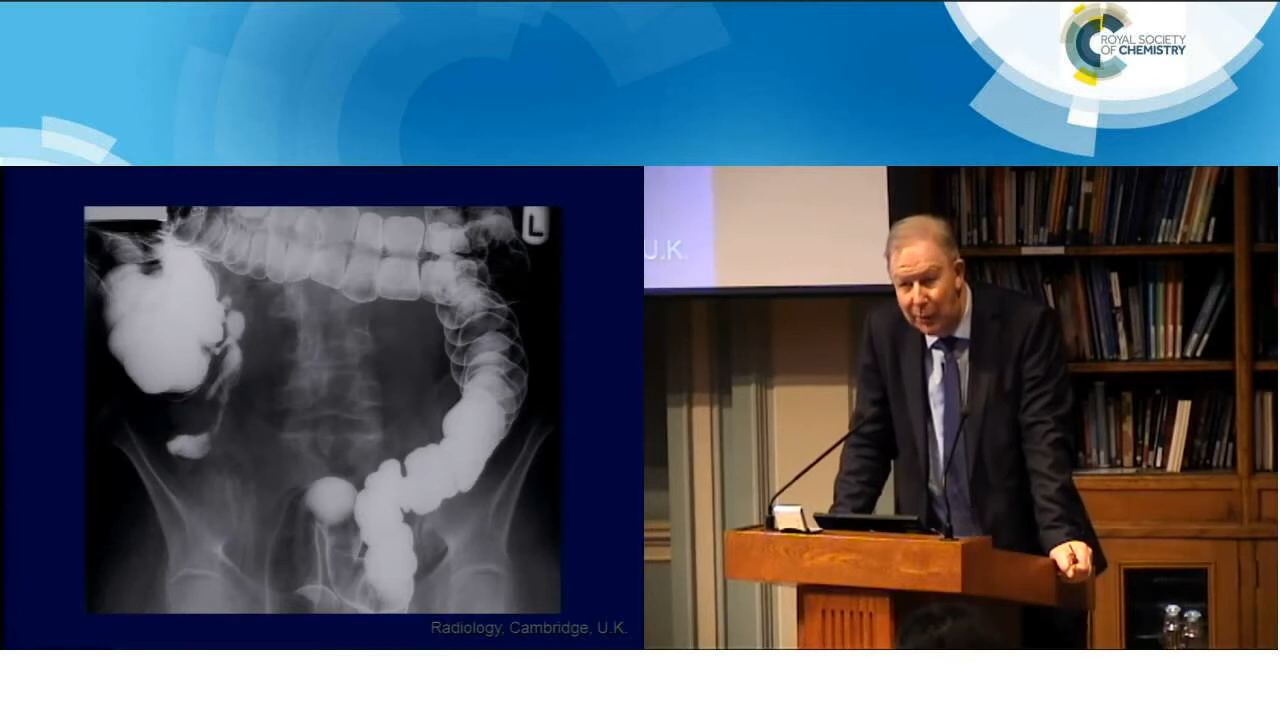 ROYAL SOCIETY
OF CHEMISTRY
L
Radiology, Cambridge, U.K.
U.K.